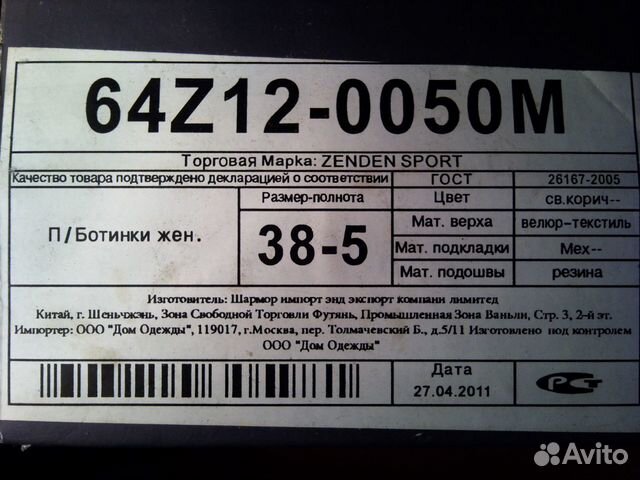 64Z12-0050M
Торговая Марка: ZENDEN SPORT
Качество товара подтверждено декларацией о соответствии ГОСТ 26167-2005
П/Ботинки жен.
Размер-полнота
38-5
Цвет св.корич--
Мат. верха велюр-текстиль
Мат. подкладки Мех--
Мат. подошвы резина
Изготовитель: Шармор импорт энд экспорт компани лимитед
Китай, г. Шеньчжэнь, Зона Свободной Торговли Футянь, Промышленная Зона Ваньли, Стр. 3, 2-й эт.
Импортер: ООО "Дом Одежды", 119017, г.Москва, пер. Толмачевский Б., д.5/11 Изготовлено под контролем
ООО "Дом Одежды"
Дата
27.04.2011
РСТ
Avito